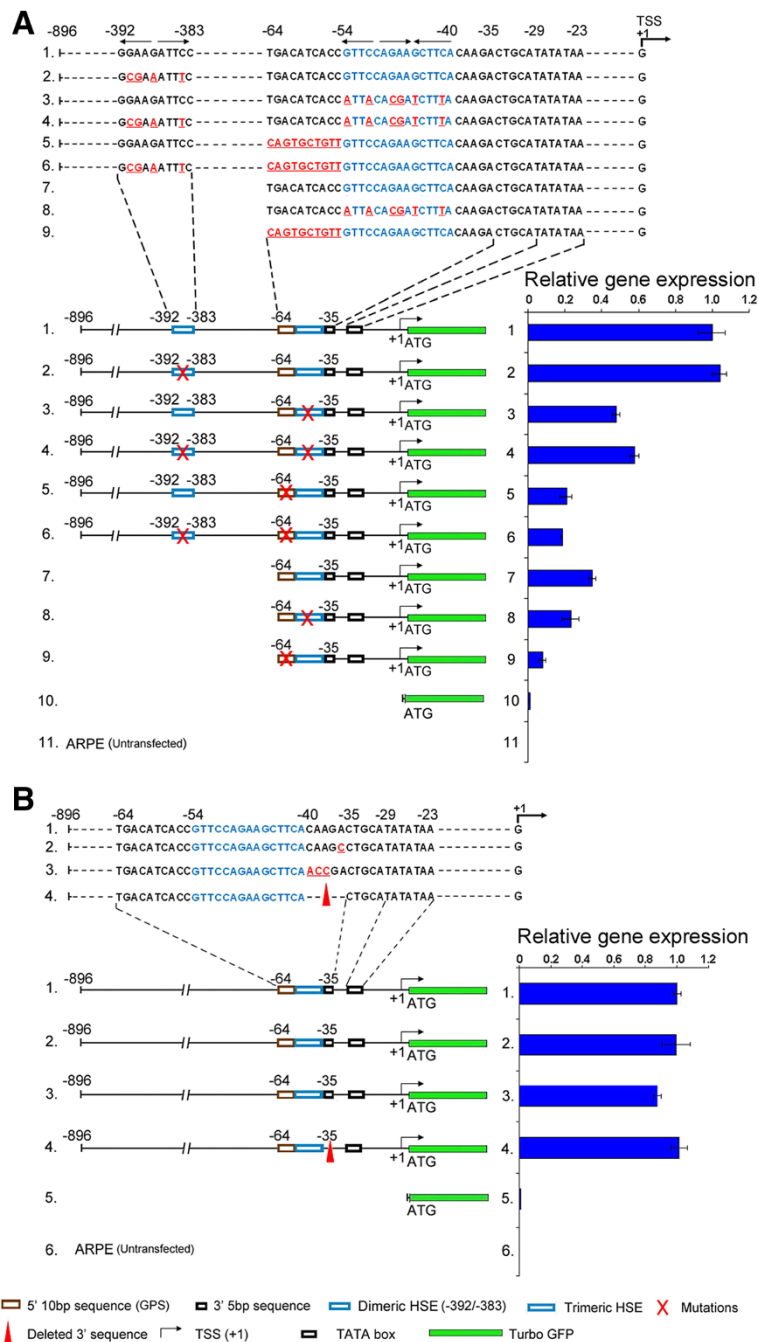 A
-896 -392 -383 -64 -54 -40 -35 -29 -23 TSS +1
1. GGAAGATTCC TGACATCACCGTTCCAGAAGCTTCACAAGACTGCATATATAA G
2. GCGAAATTTC G
3. GGAAGATTCC TGACATCACCATTACACGATCTTTACAAGACTGCATATATAA G
4. GCGAAATTTC TGACATCACCATTACACGATCTTTACAAGACTGCATATATAA G
5. GGAAGATTCC CAGTGCTGTTGTTCCAGAAGCTTCACAAGACTGCATATATAA G
6. GCGAAATTTC CAGTGCTGTTGTTCCAGAAGCTTCACAAGACTGCATATATAA G
7. TGACATCACCGTTCCAGAAGCTTCACAAGACTGCATATATAA G
8. TGACATCACCATTACACGATCTTTACAAGACTGCATATATAA G
9. CAGTGCTGTTGTTCCAGAAGCTTCACAAGACTGCATATATAA G
Relative gene expression
0 0.2 0.4 0.6 0.8 1.0 1.2
1. -896 -392 -383 -64 -35 +1 ATG 1
2. -896 -392 -383 -64 -35 +1 ATG 2
3. -896 -392 -383 -64 -35 +1 ATG 3
4. -896 -392 -383 -64 -35 +1 ATG 4
5. -896 -392 -383 -64 -35 +1 ATG 5
6. -896 -392 -383 -64 -35 +1 ATG 6
7. -64 -35 +1 ATG 7
8. -64 -35 +1 ATG 8
9. -64 -35 +1 ATG 9
10. ATG 10
11. ARPE (Untransfected) 11
B
-896 -64 -54 -40 -35 -29 -23 +1
1. TGACATCACCGTTCCAGAAGCTTCACAAGACTGCATATATAA G
2. TGACATCACCGTTCCAGAAGCTTCACAAGCCTGCATATATAA G
3. TGACATCACCGTTCCAGAAGCTTCAACCGACTGCATATATAA G
4. TGACATCACCGTTCCAGAAGCTTCA CTGCATATATAA G
Relative gene expression
0 0.2 0.4 0.6 0.8 1.0 1.2
1. -896 -64 -35 +1 ATG 1.
2. -896 -64 -35 +1 ATG 2.
3. -896 -64 -35 +1 ATG 3.
4. -896 -64 -35 +1 ATG 4.
5. ATG 5.
6. ARPE (Untransfected) 6.
5' 10bp sequence (GPS) 3' 5bp sequence Dimeric HSE (-392/-383) Trimeric HSE X Mutations
Deleted 3' sequence TSS (+1) TATA box Turbo GFP